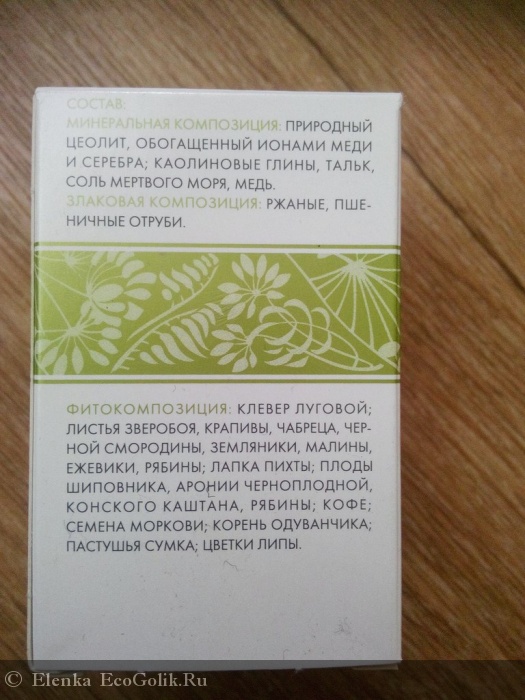 СОСТАВ:
МИНЕРАЛЬНАЯ КОМПОЗИЦИЯ: ПРИРОДНЫЙ
ЦЕОЛИТ, ОБОГАЩЕННЫЙ ИОНАМИ МЕДИ
И СЕРЕБРА; КАОЛИНОВЫЕ ГЛИНЫ, ТАЛЬК,
СОЛЬ МЕРТВОГО МОРЯ, МЕДЬ.
ЗЛАКОВАЯ КОМПОЗИЦИЯ: РЖАНЫЕ, ПШЕ-
НИЧНЫЕ ОТРУБИ.
ФИТОКОМПОЗИЦИЯ: КЛЕВЕР ЛУГОВОЙ;
ЛИСТЬЯ ЗВЕРОБОЯ, КРАПИВЫ, ЧАБРЕЦА, ЧЕР-
НОЙ СМОРОДИНЫ, ЗЕМЛЯНИКИ, МАЛИНЫ,
ЕЖЕВИКИ, РЯБИНЫ; ЛАПКА ПИХТЫ; ПЛОДЫ
ШИПОВНИКА, АРОНИИ ЧЕРНОПЛОДНОЙ,
КОНСКОГО КАШТАНА, РЯБИНЫ; КОФЕ;
СЕМЕНА МОРКОВИ; КОРЕНЬ ОДУВАНЧИКА;
ПАСТУШЬЯ СУМКА; ЦВЕТКИ ЛИПЫ.
© Elenka EcoGolik.Ru